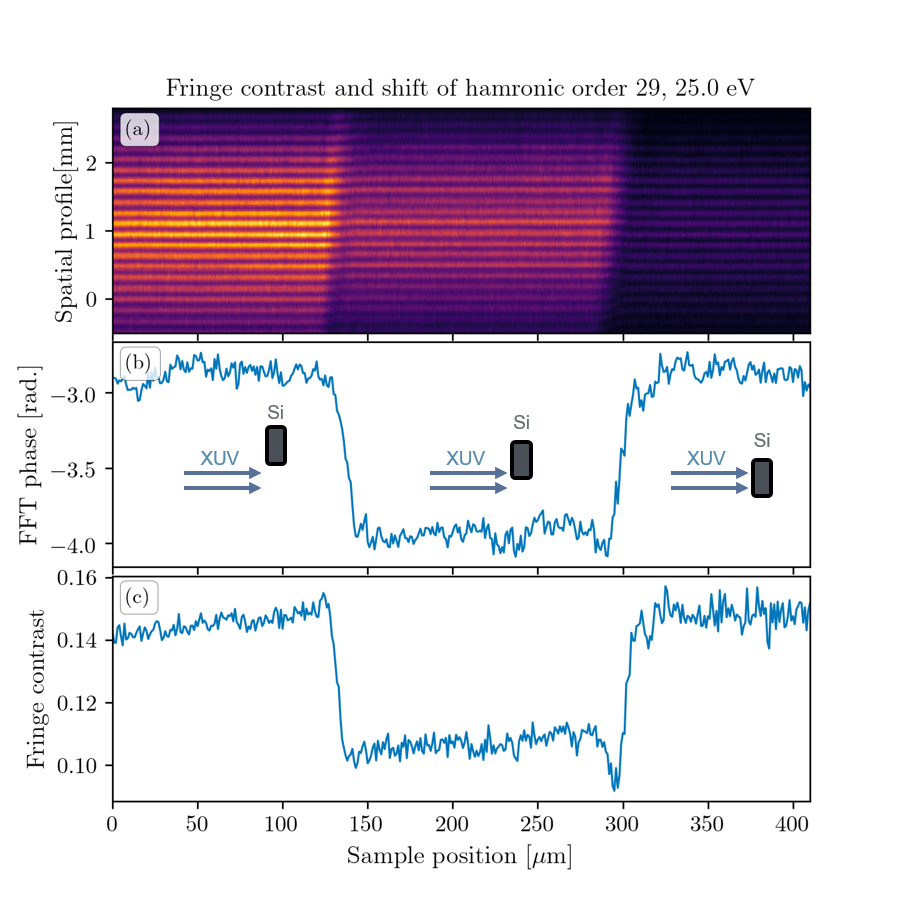 Fringe contrast and shift of hamronic order 29, 25.0 eV
(a)
Spatial profile[mm]
2
1
0
(b)
FFT phase [rad.]
−3.0
−3.5
−4.0
Si
XUV
Si
XUV
Si
XUV
(c)
Fringe contrast
0.16
0.14
0.12
0.10
0 50 100 150 200 250 300 350 400
Sample position [μm]